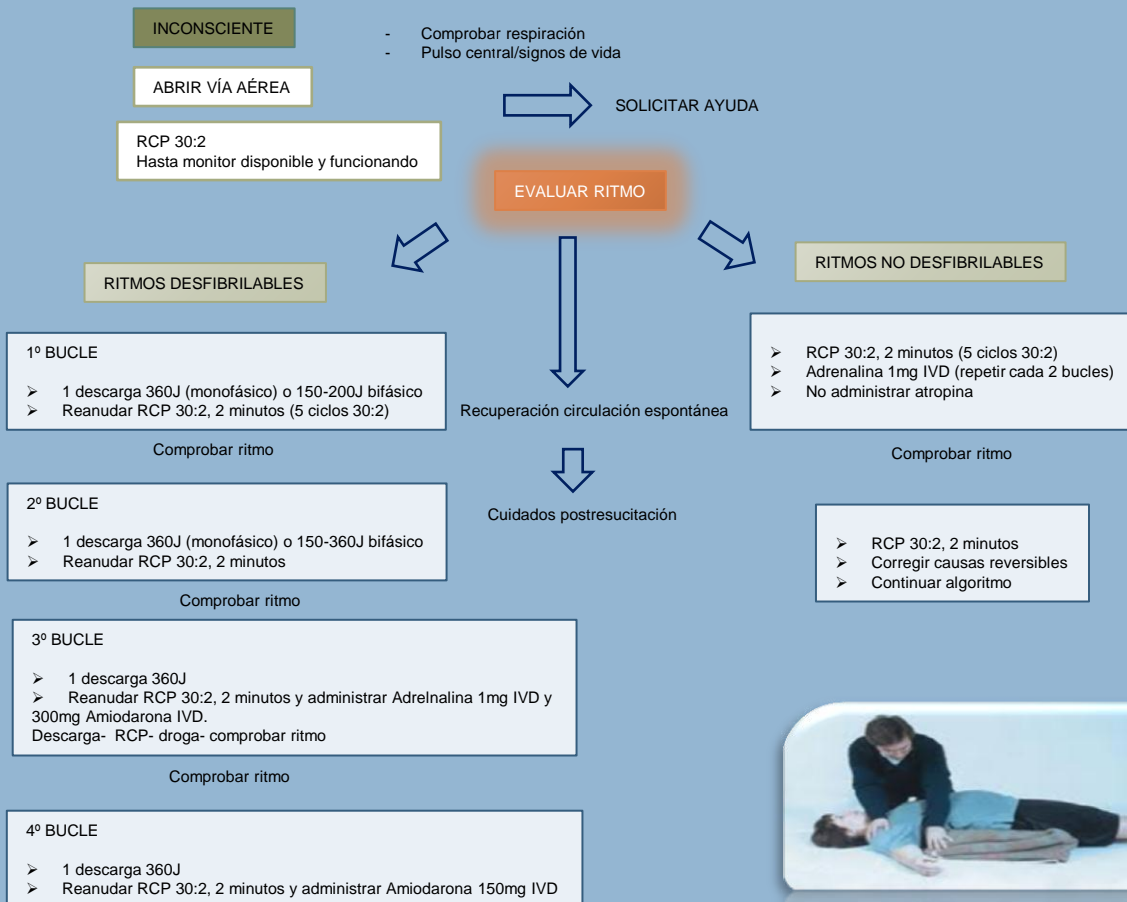 INCONSCIENTE
- Comprobar respiración
- Pulso central/signos de vida
ABRIR VÍA AÉREA
SOLICITAR AYUDA
RCP 30:2
Hasta monitor disponible y funcionando
EVALUAR RITMO
RITMOS DESFIBRILABLES
RITMOS NO DESFIBRILABLES
1º BUCLE
➢ 1 descarga 360J (monofásico) o 150-200J bifásico
➢ Reanudar RCP 30:2, 2 minutos (5 ciclos 30:2)
Comprobar ritmo
2º BUCLE
➢ 1 descarga 360J (monofásico) o 150-360J bifásico
➢ Reanudar RCP 30:2, 2 minutos
Comprobar ritmo
3º BUCLE
➢ 1 descarga 360J
➢ Reanudar RCP 30:2, 2 minutos y administrar Adrelnalina 1mg IVD y
300mg Amiodarona IVD.
Descarga- RCP- droga- comprobar ritmo
Comprobar ritmo
4º BUCLE
➢ 1 descarga 360J
➢ Reanudar RCP 30:2, 2 minutos y administrar Amiodarona 150mg IVD
Recuperación circulación espontánea
Cuidados postresucitación
➢ RCP 30:2, 2 minutos (5 ciclos 30:2)
➢ Adrenalina 1mg IVD (repetir cada 2 bucles)
➢ No administrar atropina
Comprobar ritmo
➢ RCP 30:2, 2 minutos
➢ Corregir causas reversibles
➢ Continuar algoritmo